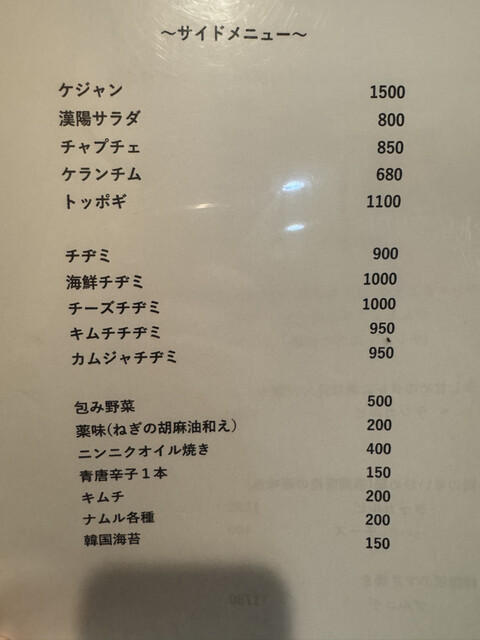 ～サイドメニュー～
ケジャン 1500
漢陽サラダ 800
チャプチェ 850
ケランチム 680
トッポギ 1100
チヂミ 900
海鮮チヂミ 1000
チーズチヂミ 1000
キムチチヂミ 950
カムジャチヂミ 950
包み野菜 500
薬味(ねぎの胡麻油和え) 200
ニンニクオイル焼き 400
青唐辛子１本 150
キムチ 200
ナムル各種 200
韓国海苔 150